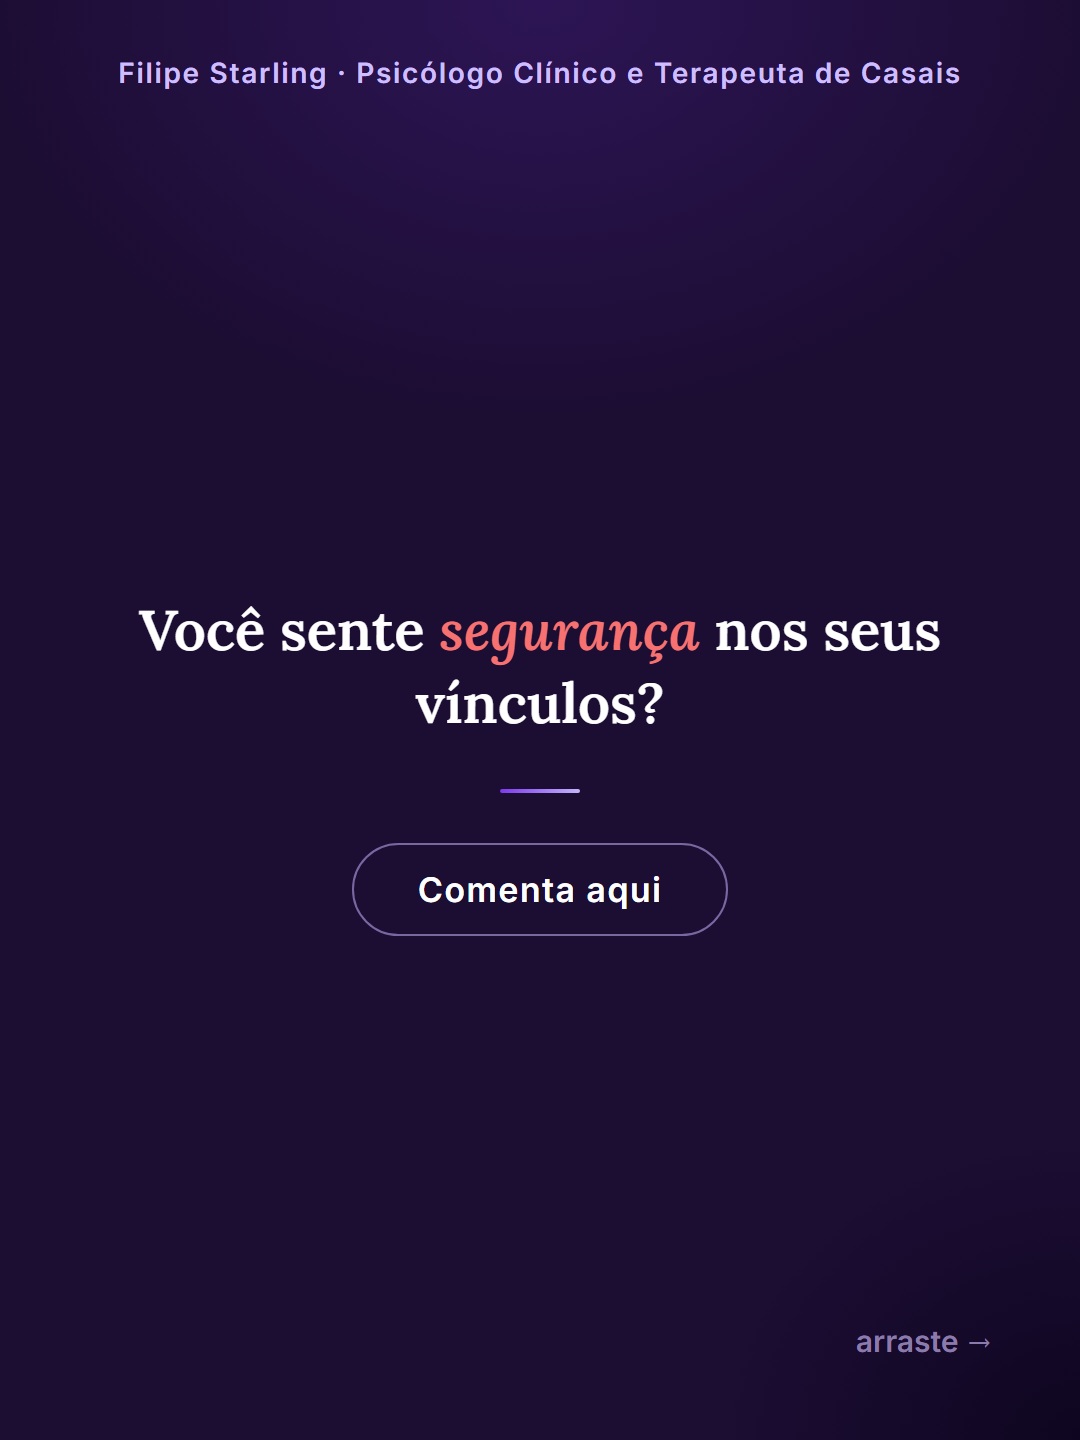 Filipe Starling · Psicólogo Clínico e Terapeuta de Casais
Você sente segurança nos seus
vínculos?
Comenta aqui
arraste →